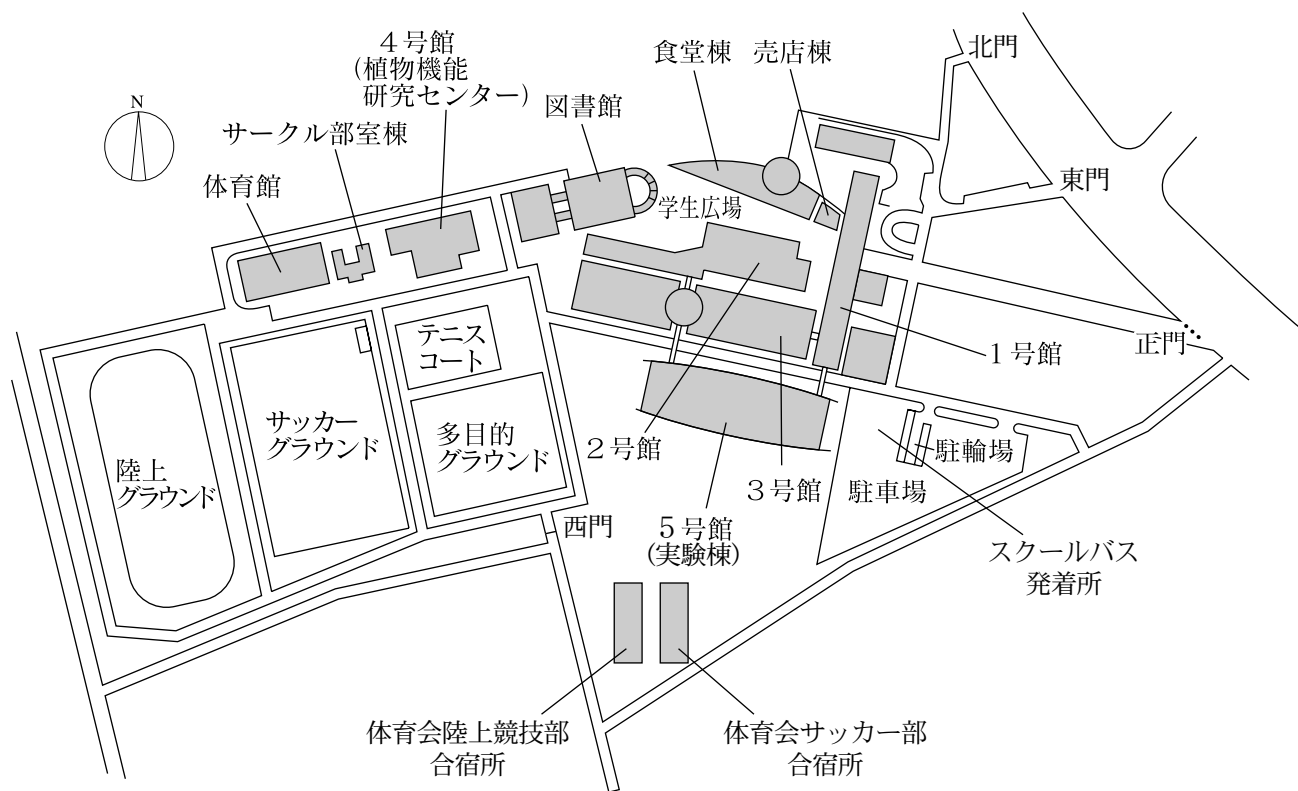 ４号館
(植物機能
研究センター)
食堂棟
売店棟
北門
N
サークル部室棟
図書館
体育館
学生広場
東門
テニス
コート
正門
１号館
サッカー
グラウンド
多目的
グラウンド
２号館
駐輪場
陸上
グラウンド
３号館
駐車場
西門
５号館
(実験棟)
スクールバス
発着所
体育会陸上競技部
合宿所
体育会サッカー部
合宿所